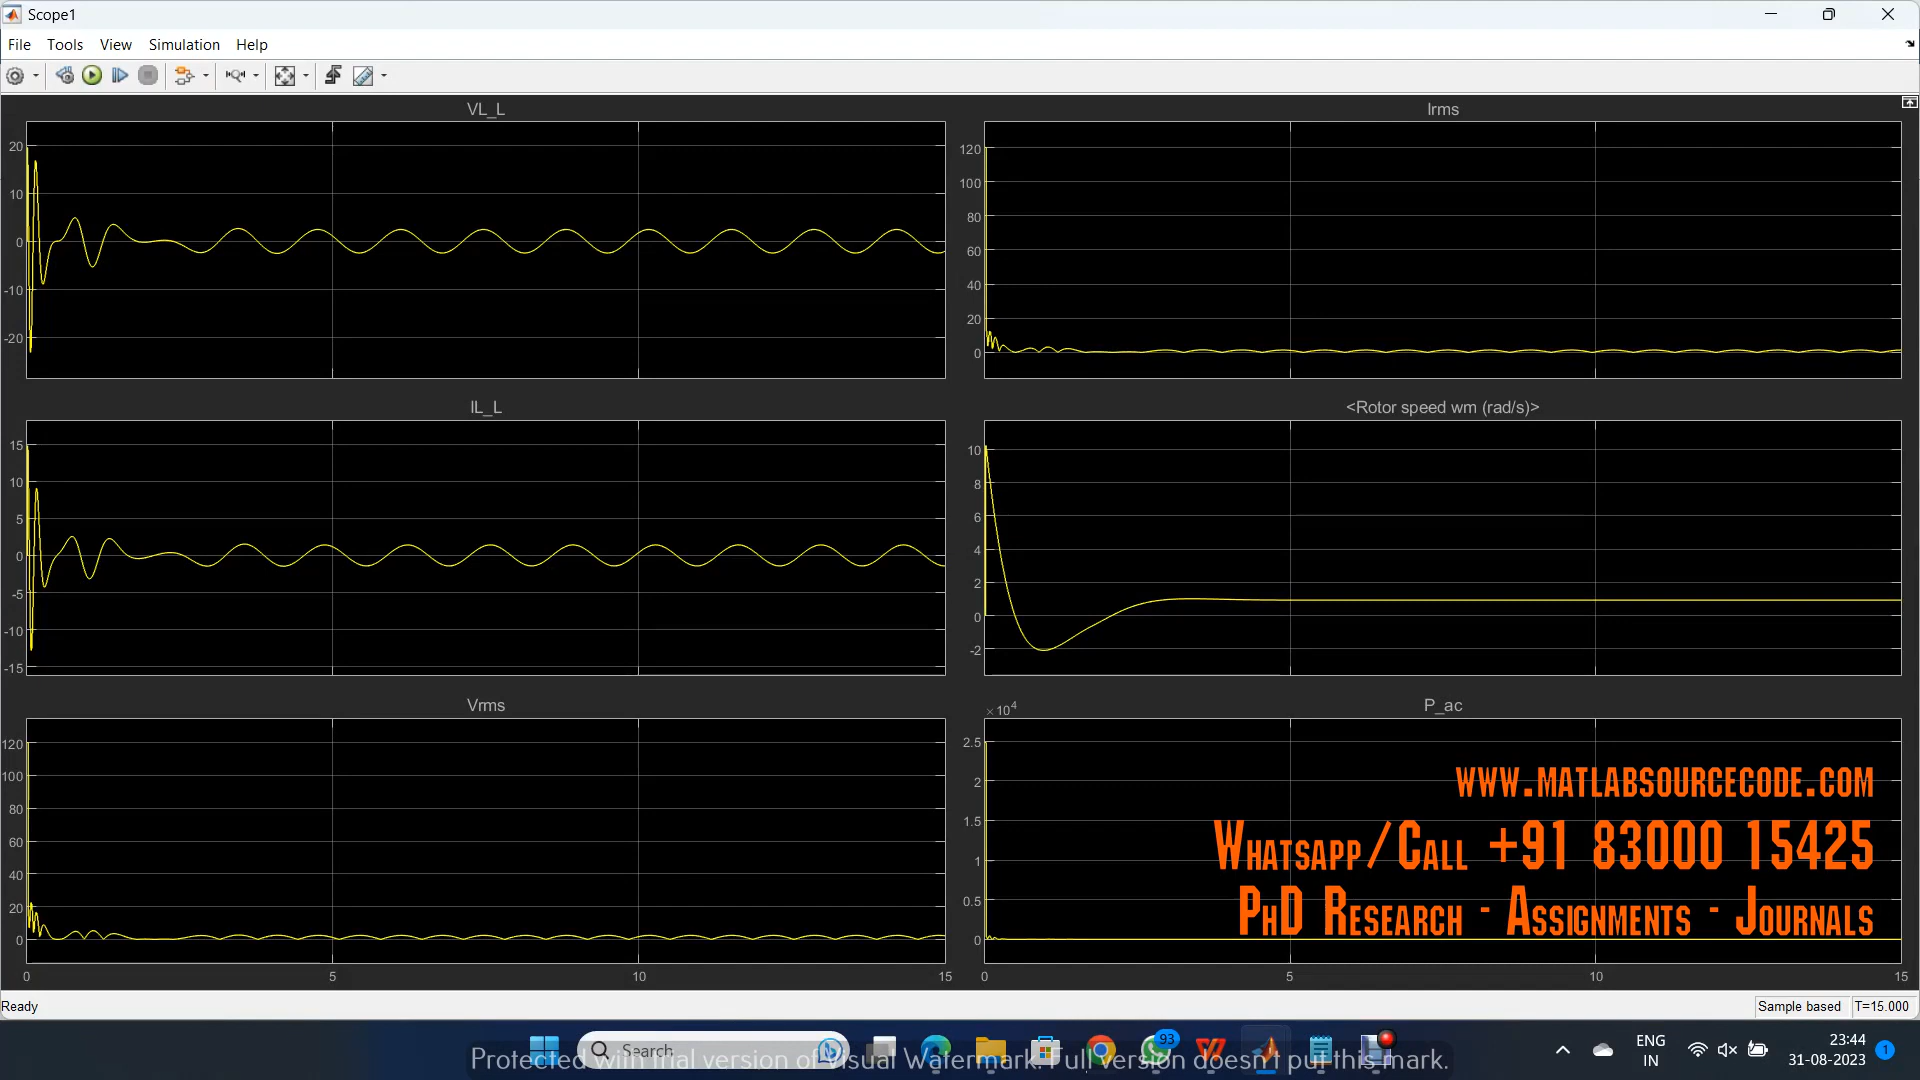 Scope1
File Tools View Simulation Help
VL_L
20
10
0
-10
-20
Irms
120
100
80
60
40
20
0
IL_L
15
10
5
0
-5
-10
-15
<Rotor speed wm (rad/s)>
10
8
6
4
2
0
-2
Vrms
120
100
80
60
40
20
0
0 5 10 15
P_ac
×10⁴
2.5
2
1.5
1
0.5
0
0 5 10 15
www.matlabsourcecode.com
Whatsapp/Call +91 83000 15425
PhD Research - Assignments - Journals
Ready
Sample based T=15.000
Search
93
ENG
IN
23:44
31-08-2023
1
Protected with trial version of Visual Watermark. Full version doesn't put this mark.